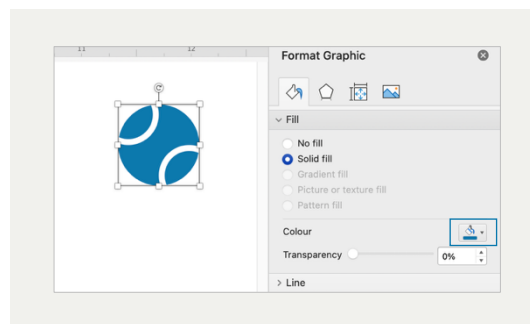 11 12
Format Graphic
Fill
No fill
Solid fill
Gradient fill
Picture or texture fill
Pattern fill
Colour
Transparency 0%
Line